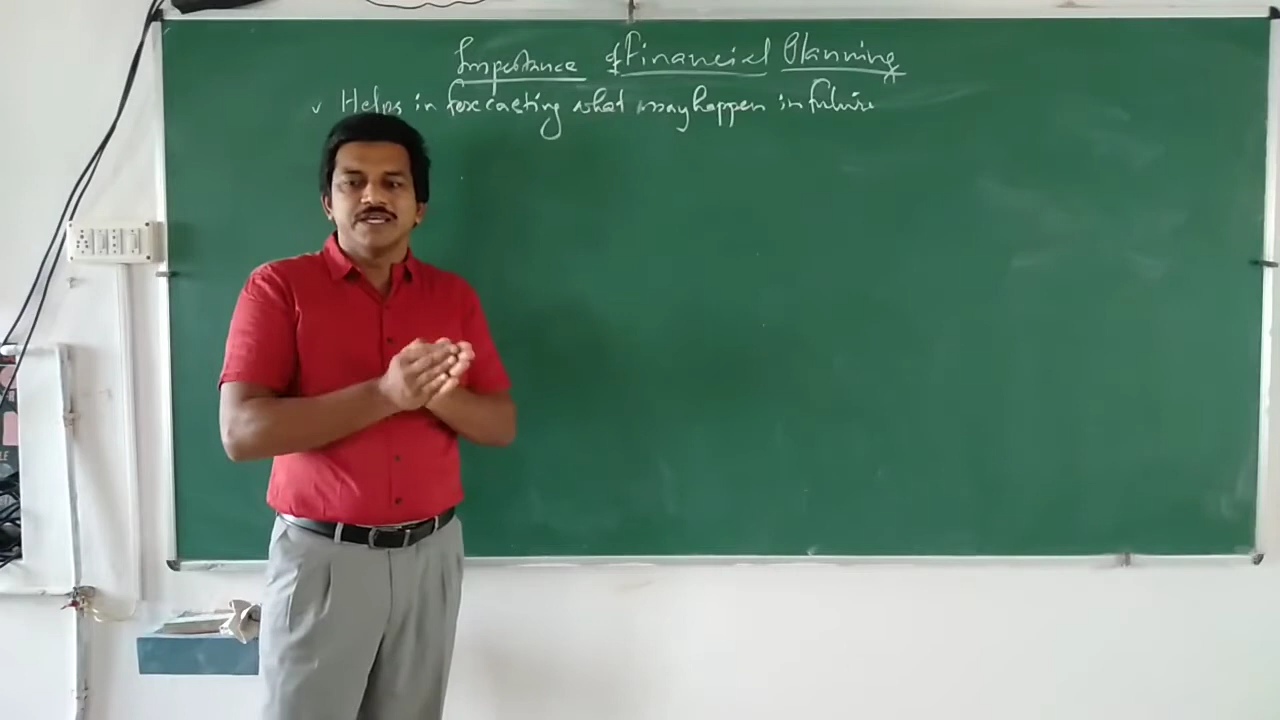 Importance of Financial Planning
✓ Helps in forecasting what may happen in future